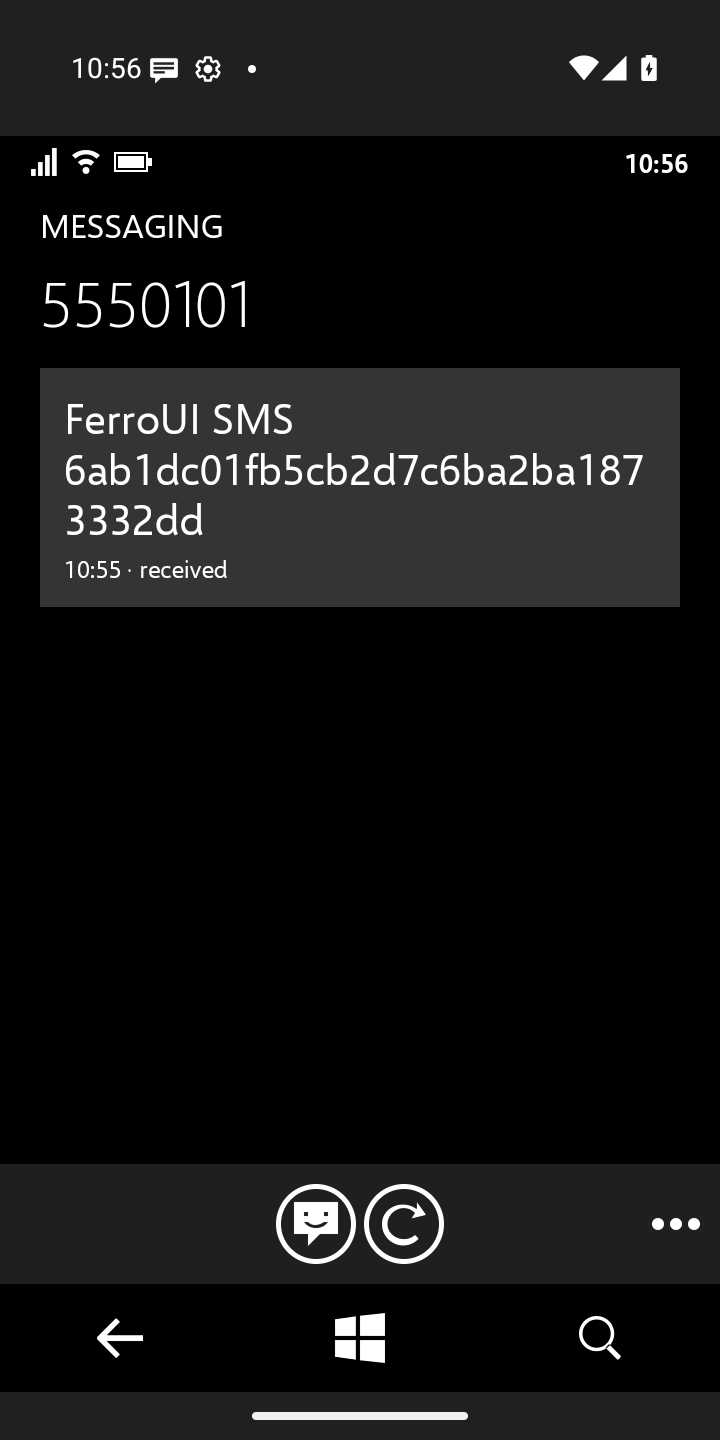 10:56
10:56
MESSAGING
5550101
FerroUI SMS
6ab1dc01fb5cb2d7c6ba2ba187
3332dd
10:55 · received